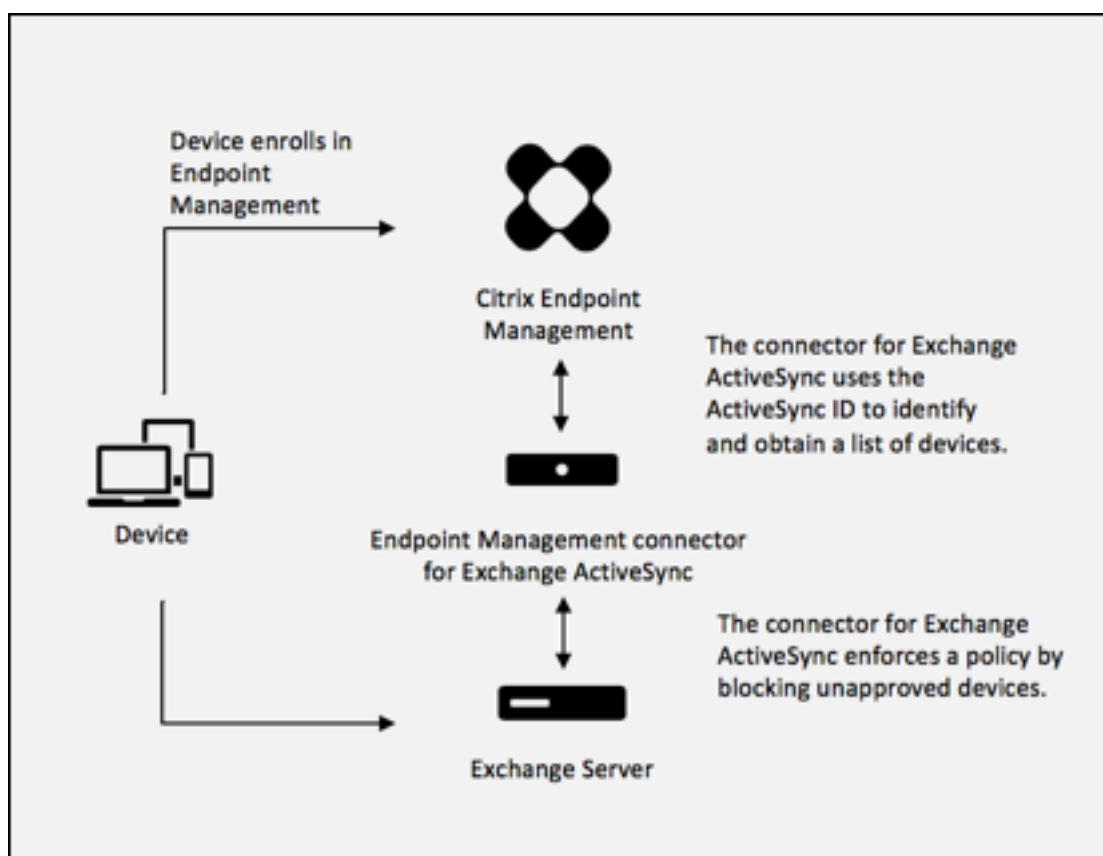 Device enrolls in
Endpoint
Management
Citrix Endpoint
Management
The connector for Exchange
ActiveSync uses the
ActiveSync ID to identify
and obtain a list of devices.
Device
Endpoint Management connector
for Exchange ActiveSync
The connector for Exchange
ActiveSync enforces a policy by
blocking unapproved devices.
Exchange Server